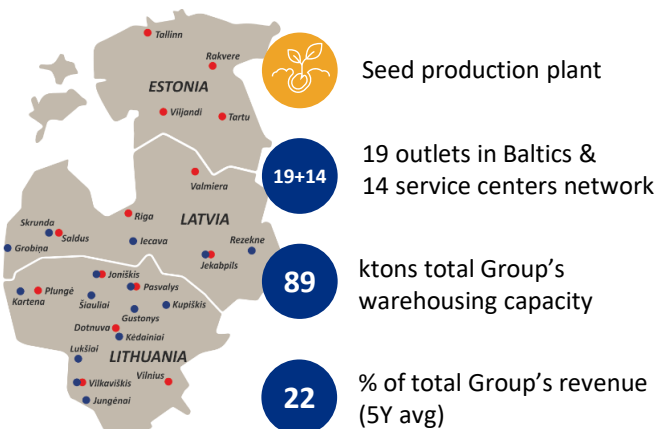 Tallinn
Rakvere
ESTONIA
Viljandi
Tartu
Valmiera
Riga
LATVIA
Skrunda
Saldus
Iecava
Rezekne
Grobiņa
Jekabpils
Joniškis
Plungė
Pasvalys
Kartena
Šiauliai
Kupiškis
Gustonys
Dotnuva
Kėdainiai
Lukšiai
LITHUANIA
Vilkaviškis
Vilnius
Jungėnai
Seed production plant
19+14
19 outlets in Baltics &
14 service centers network
89
ktons total Group’s
warehousing capacity
22
% of total Group’s revenue
(5Y avg)